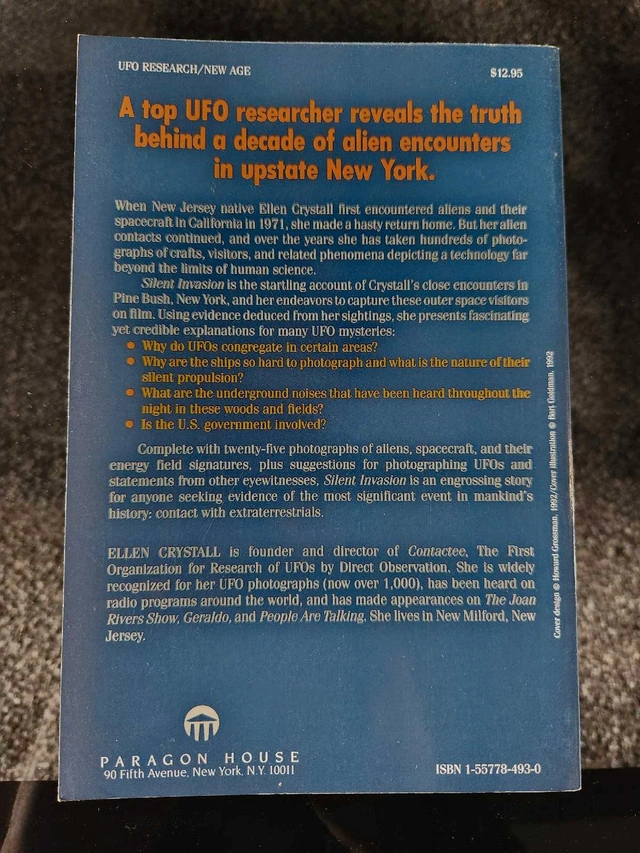 UFO RESEARCH/NEW AGE $12.95
A top UFO researcher reveals the truth
behind a decade of alien encounters
in upstate New York.
When New Jersey native Ellen Crystall first encountered aliens and their
spacecraft in California in 1971, she made a hasty return home. But her alien
contacts continued, and over the years she has taken hundreds of photo-
graphs of crafts, visitors, and related phenomena depicting a technology far
beyond the limits of human science.
Silent Invasion is the startling account of Crystall's close encounters in
Pine Bush, New York, and her endeavors to capture these outer space visitors
on film. Using evidence deduced from her sightings, she presents fascinating
yet credible explanations for many UFO mysteries:
• Why do UFOs congregate in certain areas?
• Why are the ships so hard to photograph and what is the nature of their
silent propulsion?
• What are the underground noises that have been heard throughout the
night in these woods and fields?
• Is the U.S. government involved?
Complete with twenty-five photographs of aliens, spacecraft, and their
energy field signatures, plus suggestions for photographing UFOs and
statements from other eyewitnesses, Silent Invasion is an engrossing story
for anyone seeking evidence of the most significant event in mankind's
history: contact with extraterrestrials.
ELLEN CRYSTALL is founder and director of Contactee, The First
Organization for Research of UFOs by Direct Observation. She is widely
recognized for her UFO photographs (now over 1,000), has been heard on
radio programs around the world, and has made appearances on The Joan
Rivers Show, Geraldo, and People Are Talking. She lives in New Milford, New
Jersey.
Cover design © Howard Grossman, 1992/Cover illustration © Bart Goldman, 1992
PARAGON HOUSE
90 Fifth Avenue, New York, N.Y. 10011
ISBN 1-55778-493-0